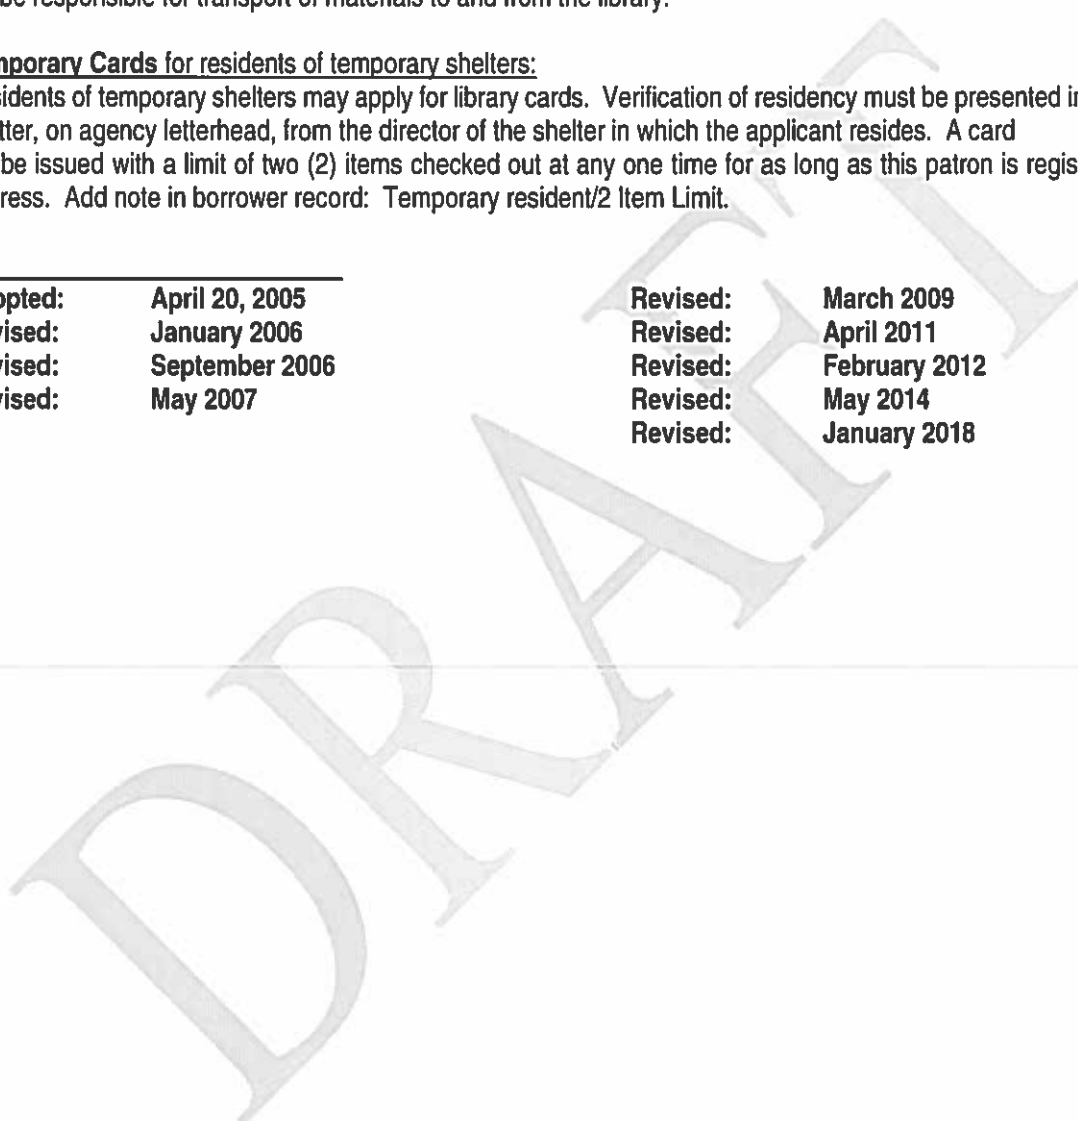 be responsible for transport of materials to and from the library.
nporary Cards for residents of temporary shelters:
sidents of temporary shelters may apply for library cards. Verification of residency must be presented in
tter, on agency letterhead, from the director of the shelter in which the applicant resides. A card
be issued with a limit of two (2) items checked out at any one time for as long as this patron is regis
ress. Add note in borrower record: Temporary resident/2 Item Limit.
opted: April 20, 2005 Revised: March 2009
vised: January 2006 Revised: April 2011
vised: September 2006 Revised: February 2012
vised: May 2007 Revised: May 2014
Revised: January 2018
DRAFT